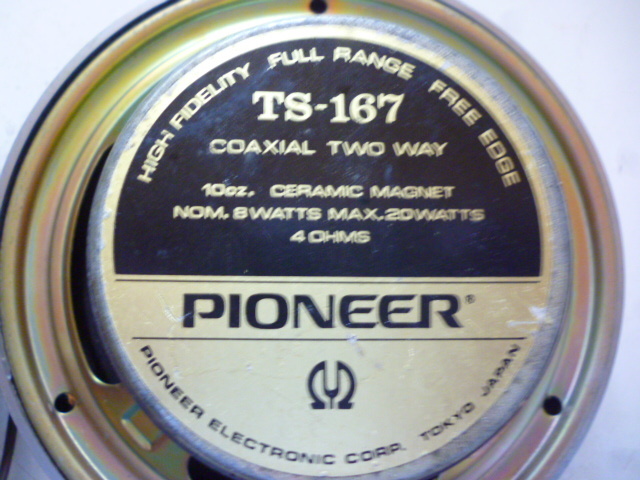 HIGH FIDELITY FULL RANGE FREE EDGE
TS-167
COAXIAL TWO WAY
10oz. CERAMIC MAGNET
NOM. 8WATTS MAX. 20WATTS
4 OHMS
PIONEER®
PIONEER ELECTRONIC CORP. TOKYO JAPAN